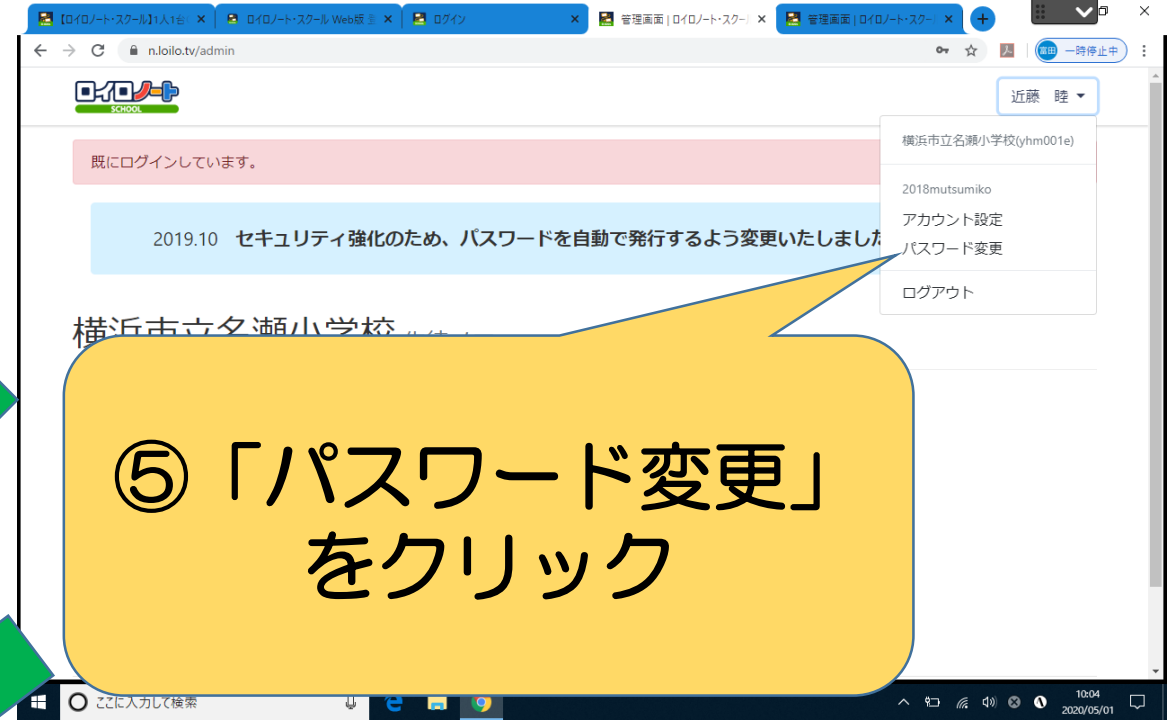 【ロイロノート・スクール】1人1台
ロイロノート・スクール Web版
ログイン
管理画面 | ロイロノート・スクー
管理画面 | ロイロノート・スクー
n.loilo.tv/admin
富田
一時停止中
ロイロノート
SCHOOL
近藤 睦
横浜市立名瀬小学校(yhm001e)
既にログインしています。
2018mutsumiko
アカウント設定
2019.10 セキュリティ強化のため、パスワードを自動で発行するよう変更いたしました
パスワード変更
ログアウト
横浜市立名瀬小学校
⑤「パスワード変更」
をクリック
ここに入力して検索
10:04
2020/05/01